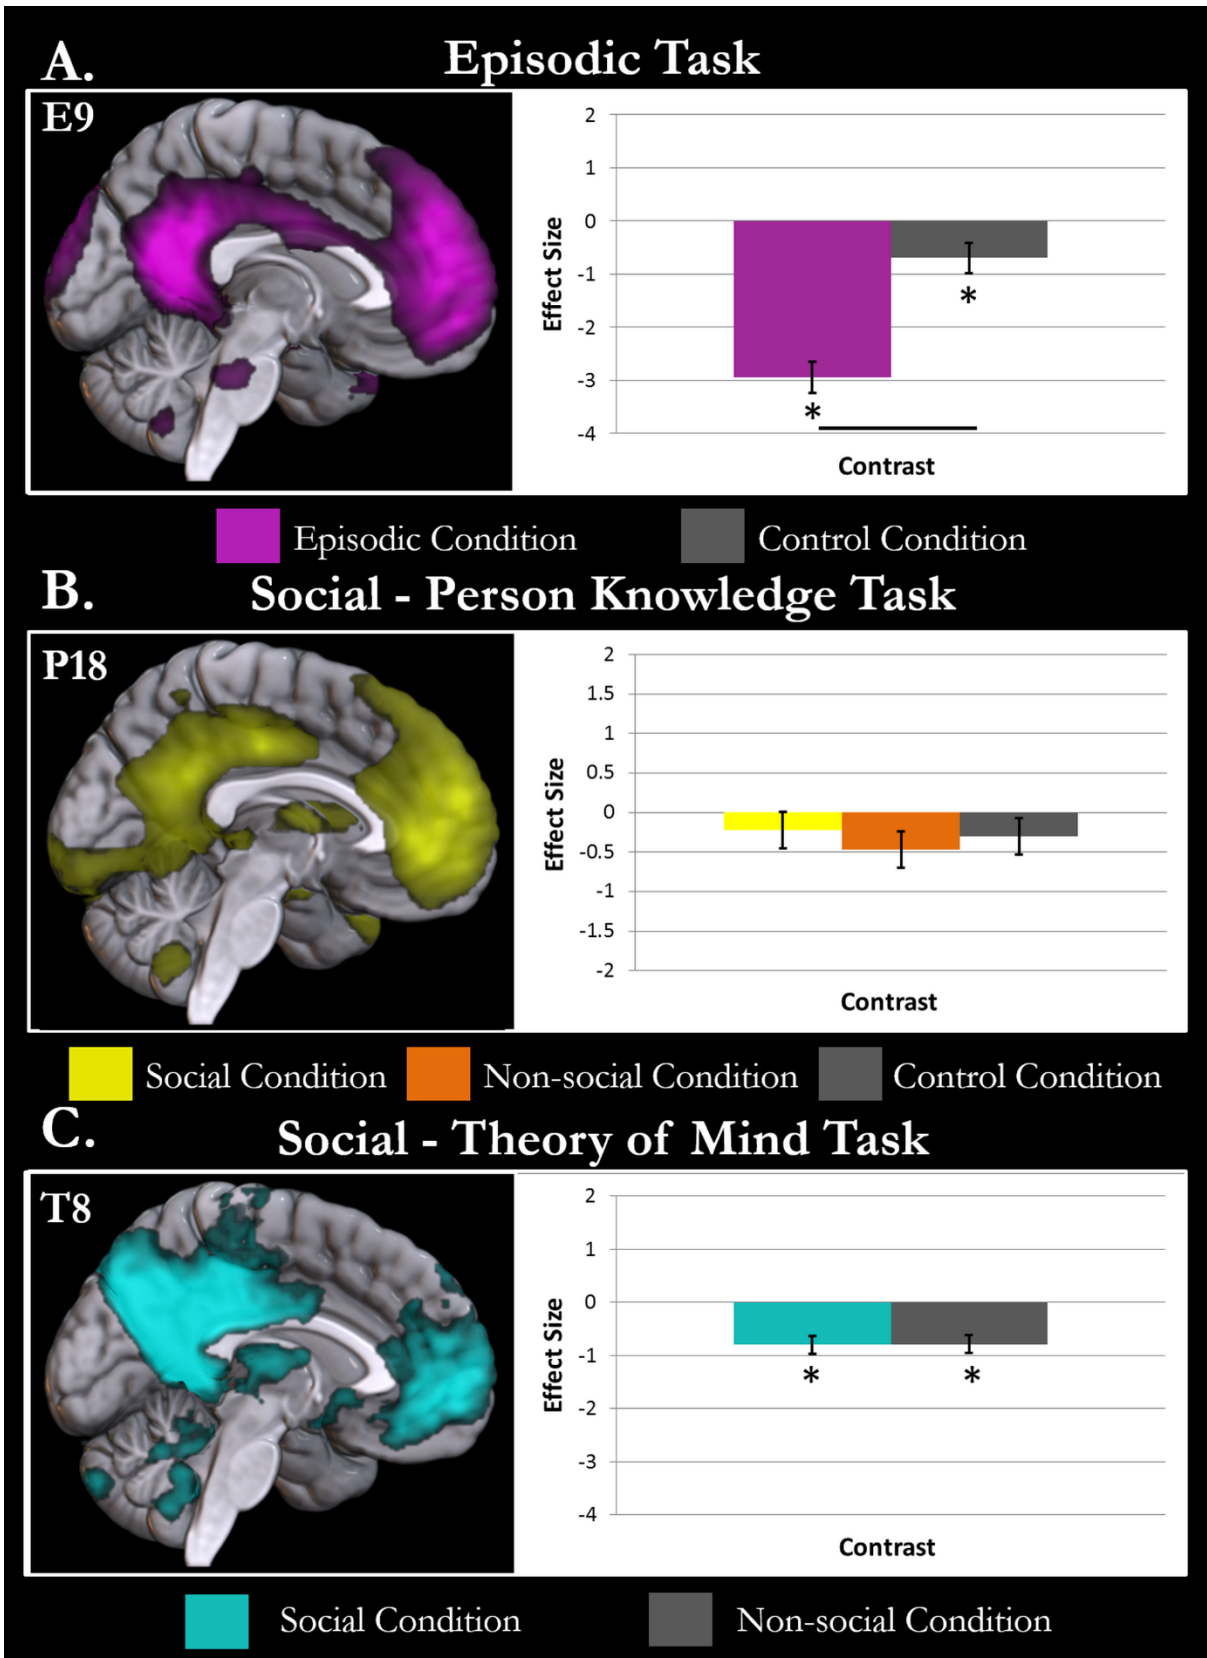 A.
Episodic Task
E9
2
1
0
-1
-2
-3
-4
Effect Size
*
*
Contrast
Episodic Condition
Control Condition
B.
Social - Person Knowledge Task
P18
2
1.5
1
0.5
0
-0.5
-1
-1.5
-2
Effect Size
Contrast
Social Condition
Non-social Condition
Control Condition
C.
Social - Theory of Mind Task
T8
2
1
0
-1
-2
-3
-4
Effect Size
*
*
Contrast
Social Condition
Non-social Condition